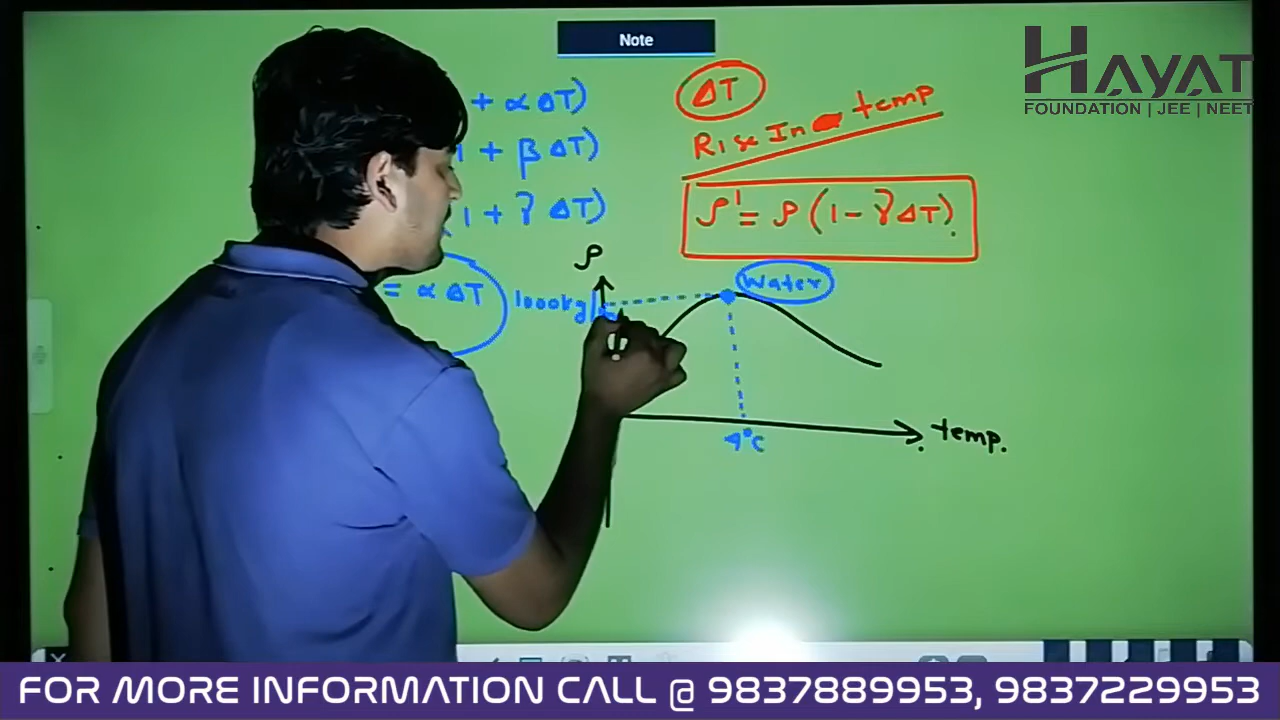 Note
HAYAT
FOUNDATION | JEE | NEET
+ α ΔT)
1 + β ΔT)
(1 + γ ΔT)
= α ΔT
ΔT
Rise In temp
ρ' = ρ (1 - γ ΔT).
ρ
1000kg/
Water
4°C
temp.
FOR MORE INFORMATION CALL @ 9837889953, 9837229953